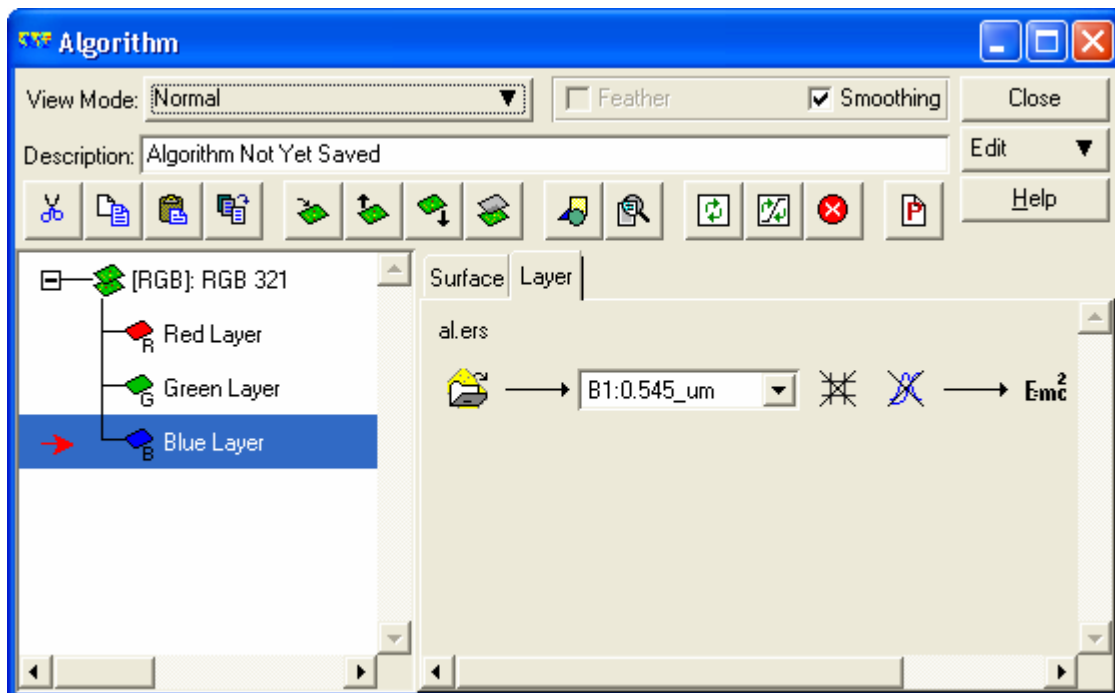 Algorithm
View Mode: Normal Feather Smoothing Close
Description: Algorithm Not Yet Saved Edit
Help
[RGB]: RGB 321
Red Layer
R
Green Layer
G
Blue Layer
B
Surface Layer
al.ers
B1:0.545_um Emc²